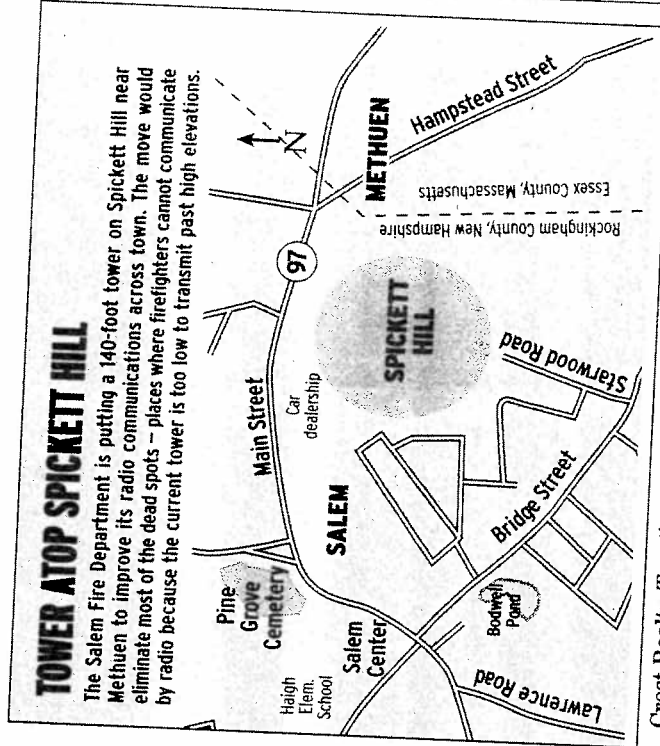 TOWER ATOP SPICKETT HILL
The Salem Fire Department is putting a 140-foot tower on Spickett Hill near
Methuen to improve its radio communications across town. The move would
eliminate most of the dead spots – places where firefighters cannot communicate
by radio because the current tower is too low to transmit past high elevations.
N
97
Main Street
Car
dealership
METHUEN
Hampstead Street
Rockingham County, New Hampshire
Essex County, Massachusetts
SPICKETT
HILL
Pine
Grove
Cemetery
SALEM
Starwood Road
Haigh
Elem.
School
Salem
Center
Bridge Street
Bodwell
Pond
Lawrence Road